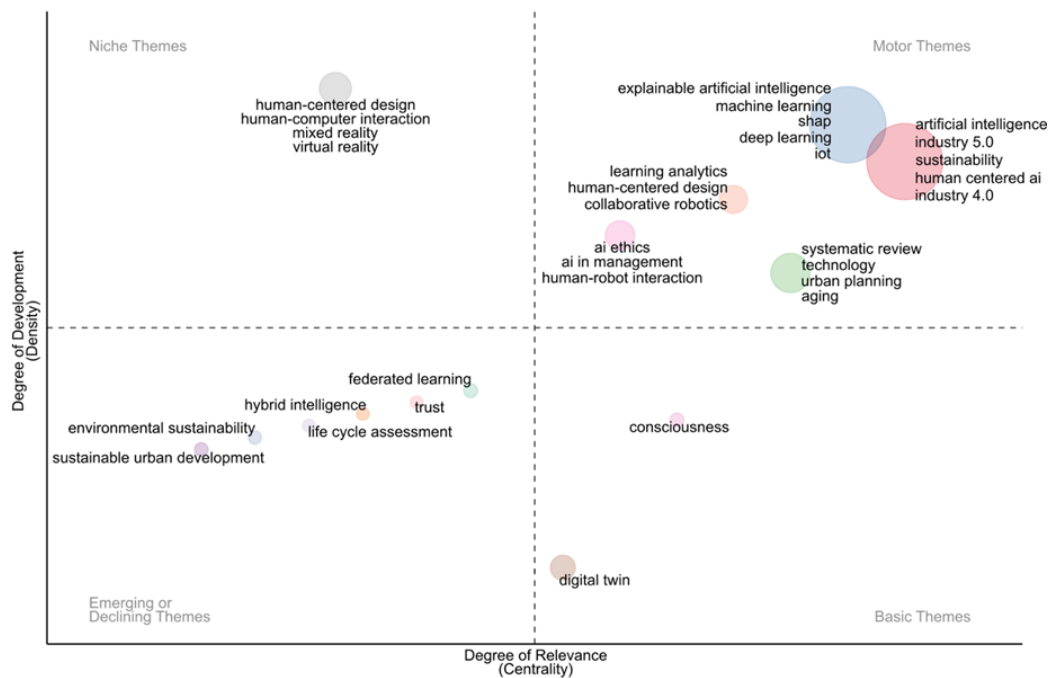 Niche Themes
Motor Themes
human-centered design
human-computer interaction
mixed reality
virtual reality
explainable artificial intelligence
machine learning
shap
deep learning
iot
artificial intelligence
industry 5.0
sustainability
human centered ai
industry 4.0
learning analytics
human-centered design
collaborative robotics
ai ethics
ai in management
human-robot interaction
systematic review
technology
urban planning
aging
Degree of Development
(Density)
federated learning
hybrid intelligence
trust
environmental sustainability
life cycle assessment
sustainable urban development
consciousness
digital twin
Emerging or
Declining Themes
Basic Themes
Degree of Relevance
(Centrality)